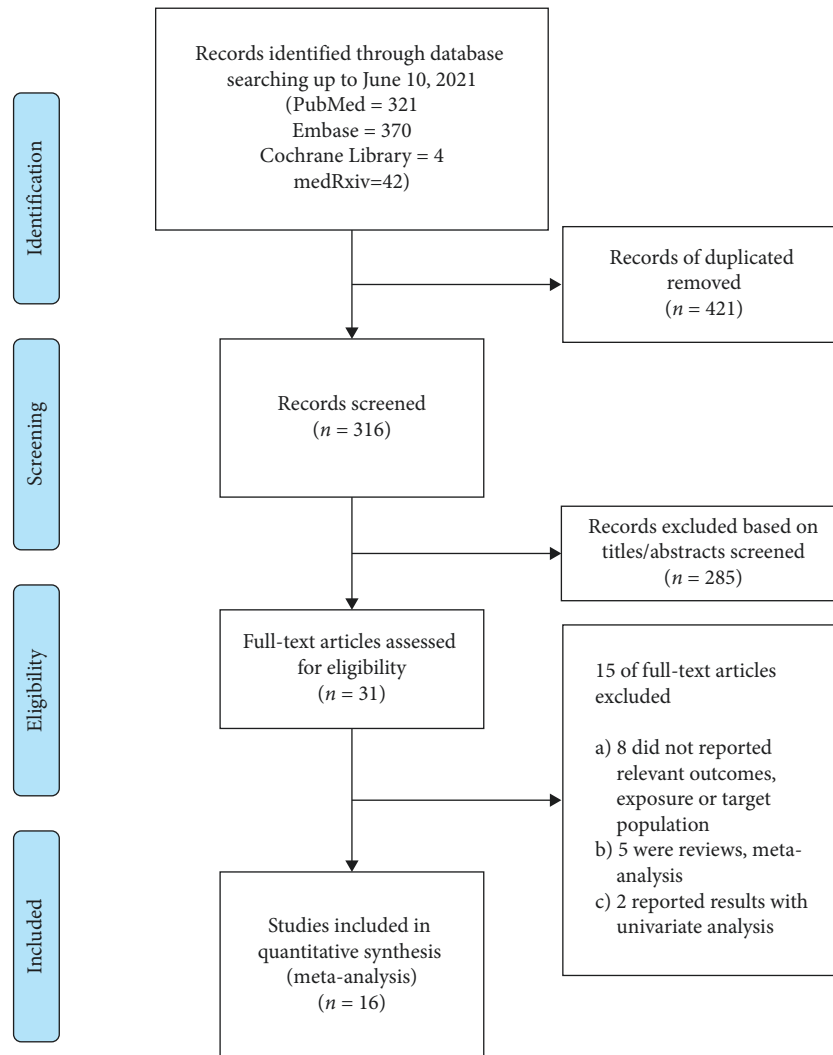 Identification
Records identified through database
searching up to June 10, 2021
(PubMed = 321
Embase = 370
Cochrane Library = 4
medRxiv=42)
Records of duplicated
removed
(n = 421)
Screening
Records screened
(n = 316)
Records excluded based on
titles/abstracts screened
(n = 285)
Eligibility
Full-text articles assessed
for eligibility
(n = 31)
15 of full-text articles
excluded
a) 8 did not reported
relevant outcomes,
exposure or target
population
b) 5 were reviews, meta-
analysis
c) 2 reported results with
univariate analysis
Included
Studies included in
quantitative synthesis
(meta-analysis)
(n = 16)